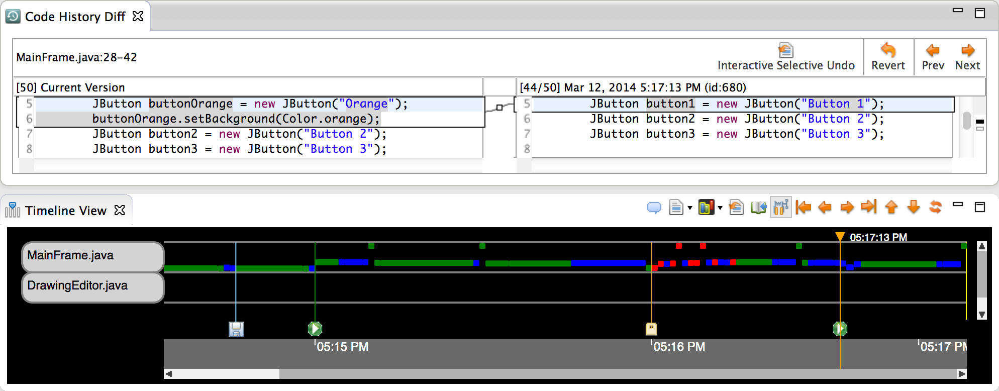 Code History Diff
MainFrame.java:28-42
Interactive Selective Undo
Revert
Prev
Next
[50] Current Version
5 JButton buttonOrange = new JButton("Orange");
6 buttonOrange.setBackground(Color.orange);
7 JButton button2 = new JButton("Button 2");
8 JButton button3 = new JButton("Button 3");
[44/50] Mar 12, 2014 5:17:13 PM (id:680)
5 JButton button1 = new JButton("Button 1");
6 JButton button2 = new JButton("Button 2");
7 JButton button3 = new JButton("Button 3");
8
Timeline View
05:17:13 PM
MainFrame.java
DrawingEditor.java
05:15 PM
05:16 PM
05:17 PM